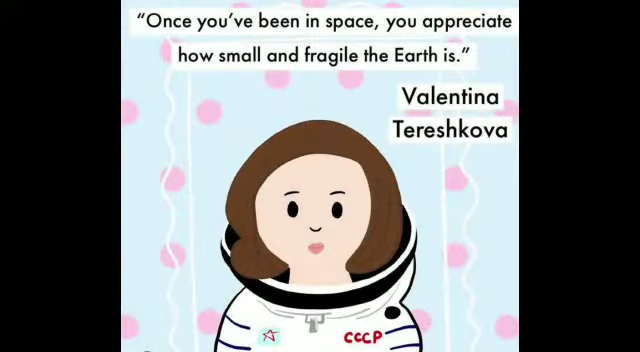 “Once you’ve been in space, you appreciate
how small and fragile the Earth is.”
Valentina
Tereshkova
СССР